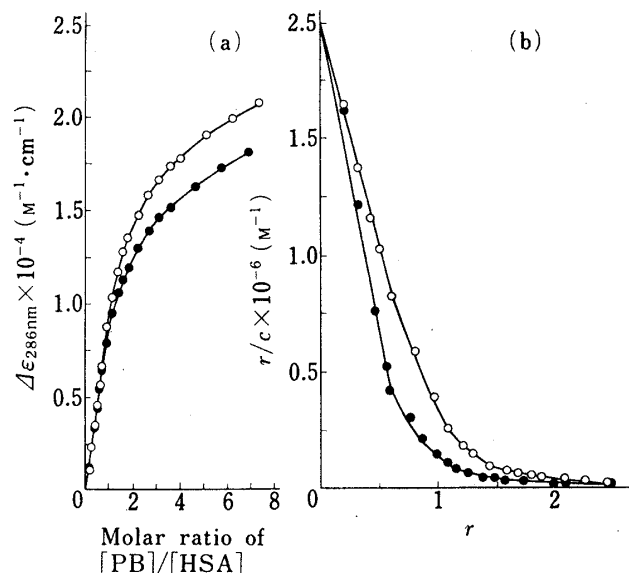 (a)
(b)
2.5
2.0
1.5
1.0
0.5
0
0 2 4 6 8
Δε286nm×10⁻⁴ (M⁻¹·cm⁻¹)
Molar ratio of
[PB]/[HSA]
2.5
1.5
1.0
0.5
0 1 2
r/c×10⁻⁶ (M⁻¹)
r